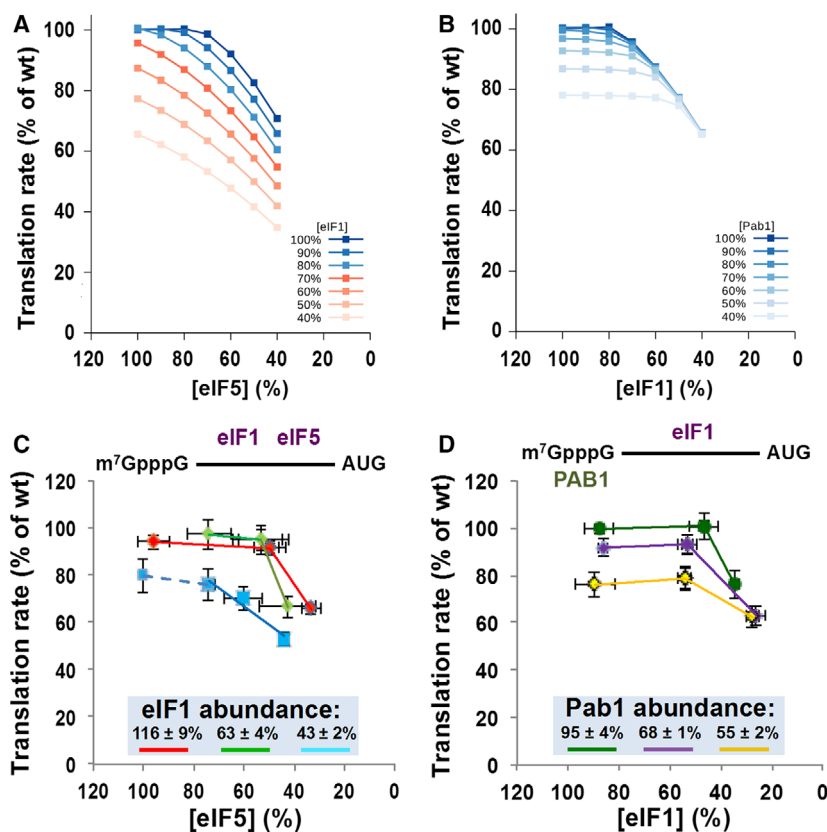 A
Translation rate (% of wt)
120
100
80
60
40
20
0
[eIF1]
100%
90%
80%
70%
60%
50%
40%
120 100 80 60 40 20 0
[eIF5] (%)
B
Translation rate (% of wt)
120
100
80
60
40
20
0
[Pab1]
100%
90%
80%
70%
60%
50%
40%
120 100 80 60 40 20 0
[eIF1] (%)
C
eIF1 eIF5
m⁷GpppG AUG
Translation rate (% of wt)
120
100
80
60
40
20
0
eIF1 abundance:
116 ± 9% 63 ± 4% 43 ± 2%
120 100 80 60 40 20 0
[eIF5] (%)
D
eIF1
m⁷GpppG AUG
PAB1
Translation rate (% of wt)
120
100
80
60
40
20
0
Pab1 abundance:
95 ± 4% 68 ± 1% 55 ± 2%
120 100 80 60 40 20 0
[eIF1] (%)